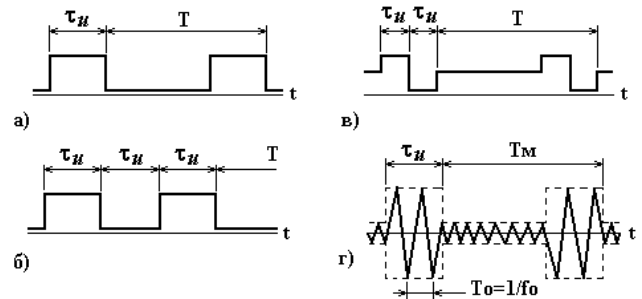 τи T
t
а)
τи τи T
t
в)
τи τи τи T
t
б)
τи Tм
t
г)
To=1/fo